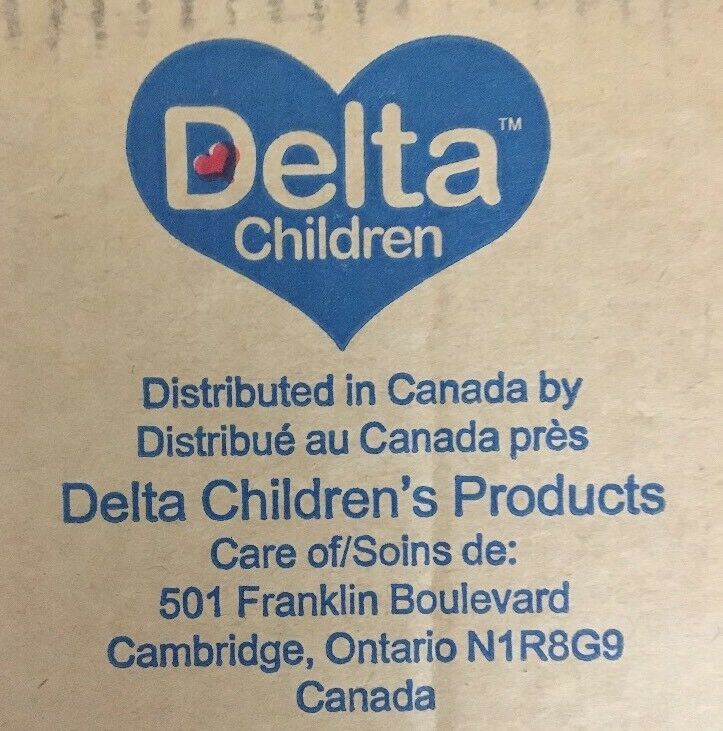 Delta™
Children
Distributed in Canada by
Distribué au Canada près
Delta Children's Products
Care of/Soins de:
501 Franklin Boulevard
Cambridge, Ontario N1R8G9
Canada